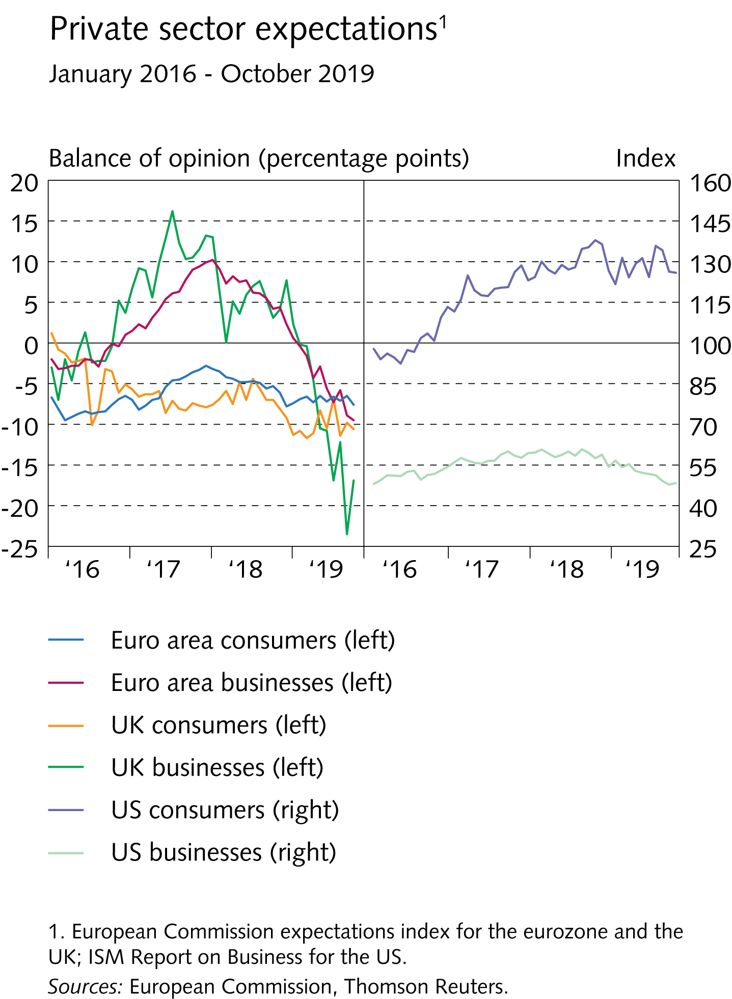 Private sector expectations¹
January 2016 - October 2019
Balance of opinion (percentage points) Index
20 160
15 145
10 130
5 115
0 100
-5 85
-10 70
-15 55
-20 40
-25 25
‘16 ‘17 ‘18 ‘19 ‘16 ‘17 ‘18 ‘19
Euro area consumers (left)
Euro area businesses (left)
UK consumers (left)
UK businesses (left)
US consumers (right)
US businesses (right)
1. European Commission expectations index for the eurozone and the
UK; ISM Report on Business for the US.
Sources: European Commission, Thomson Reuters.